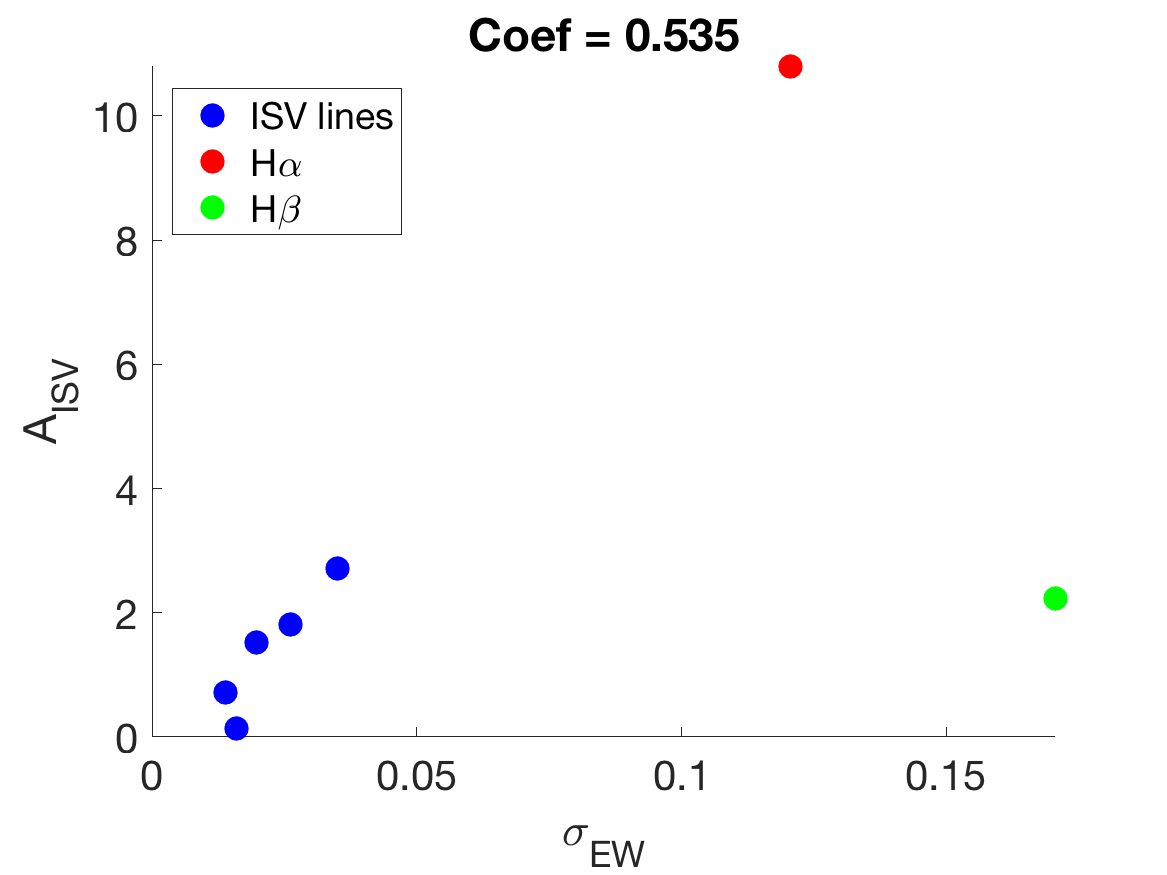 Coef = 0.535
ISV lines
Hα
Hβ
10
8
6
4
2
0
A_ISV
0 0.05 0.1 0.15
σ_EW